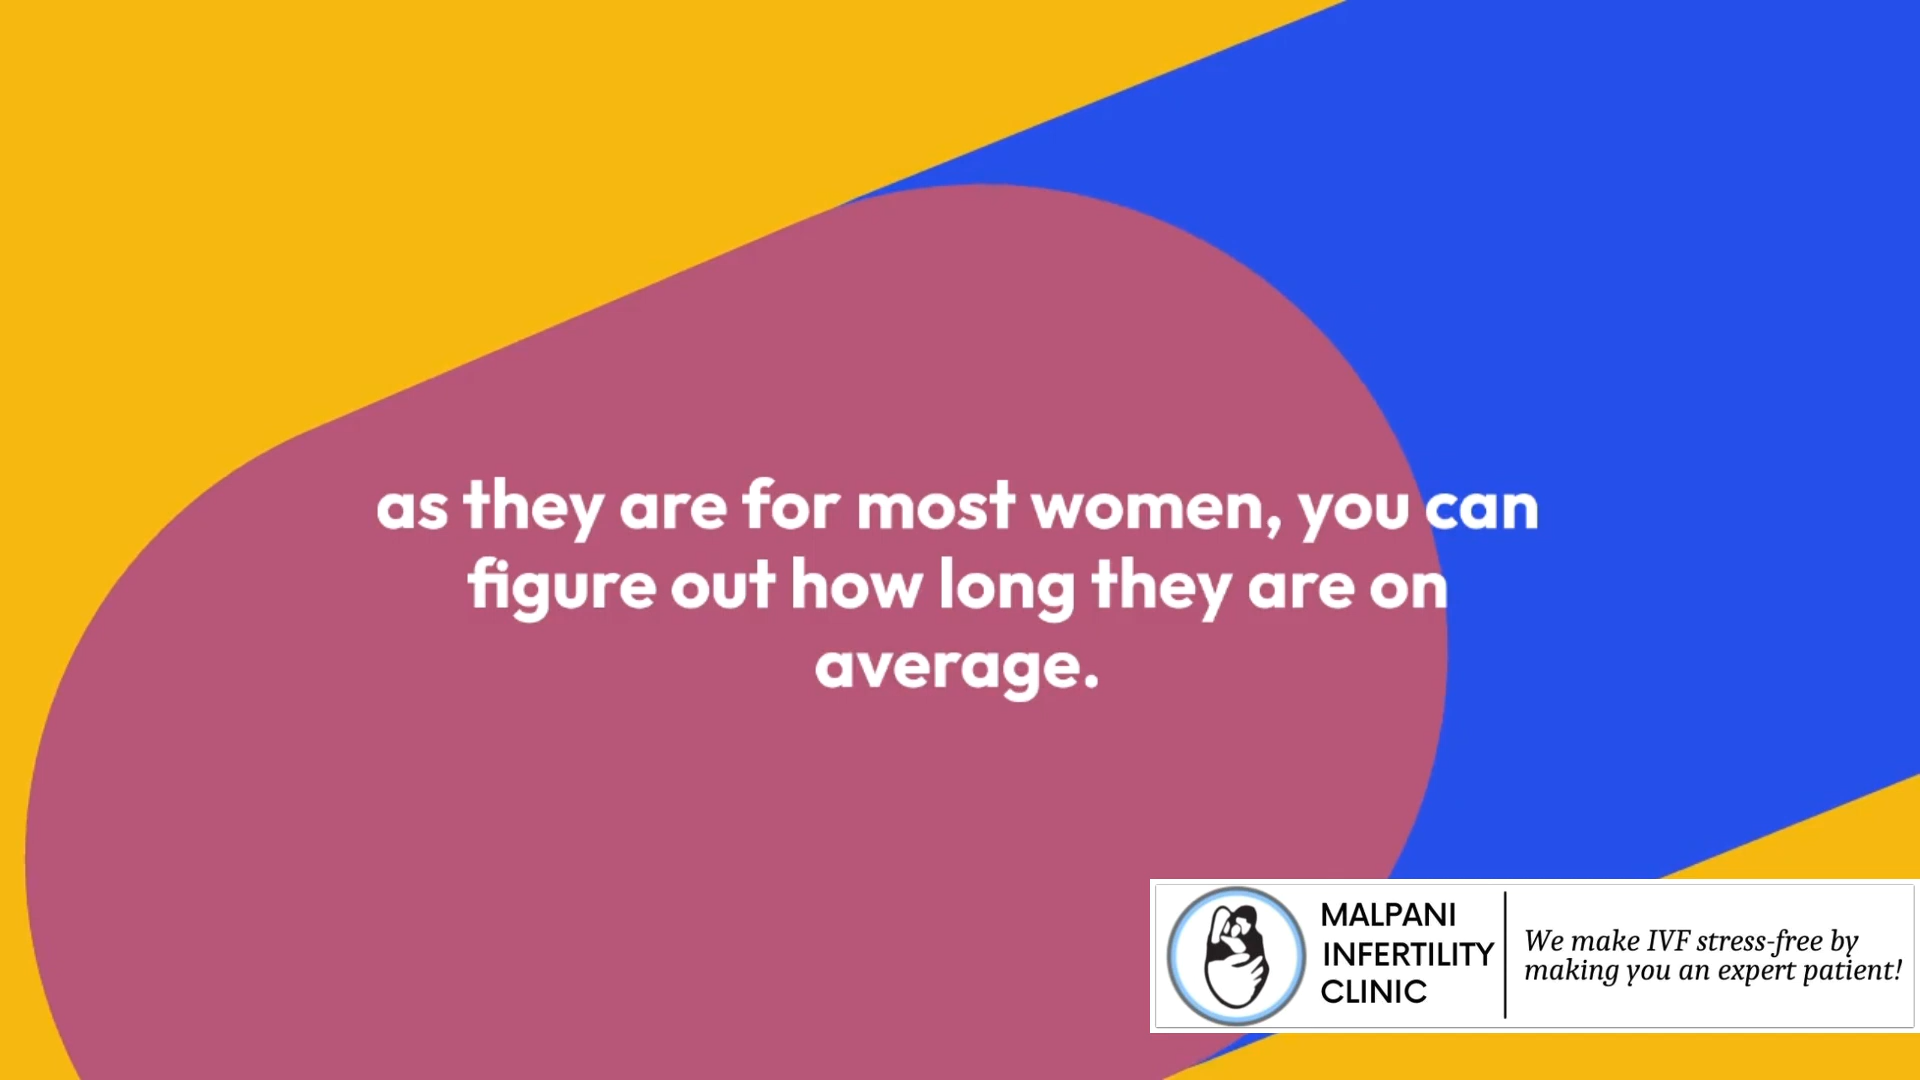 as they are for most women, you can
figure out how long they are on
average.
MALPANI
INFERTILITY
CLINIC
We make IVF stress-free by
making you an expert patient!